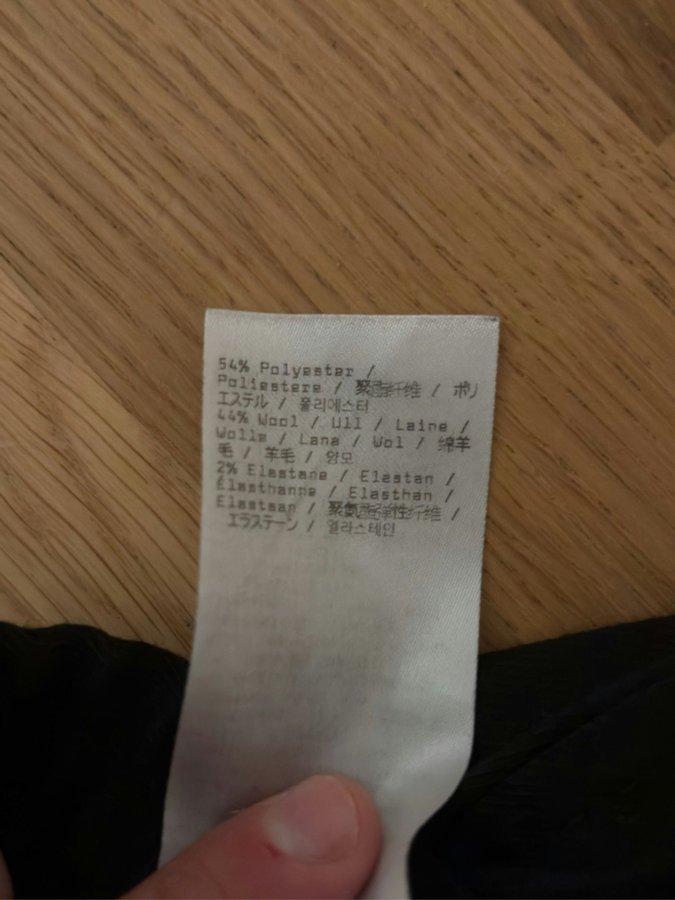 54% Polyester /
Poliestere / 聚酯纤维 / ポリ
エステル / 폴리에스터
44% Wool / Ull / Laine /
Wolle / Lana / Wol / 绵羊
毛 / 羊毛 / 양모
2% Elastane / Elastan /
Élasthanne / Elasthan /
Elastaan / 聚氨酯弹性纤维 /
エラステーン / 엘라스테인